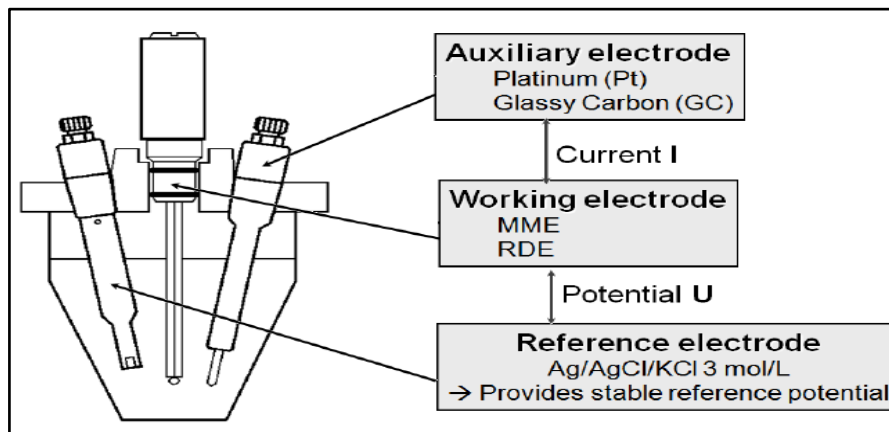 Auxiliary electrode
Platinum (Pt)
Glassy Carbon (GC)
Current I
Working electrode
MME
RDE
Potential U
Reference electrode
Ag/AgCl/KCl 3 mol/L
→ Provides stable reference potential